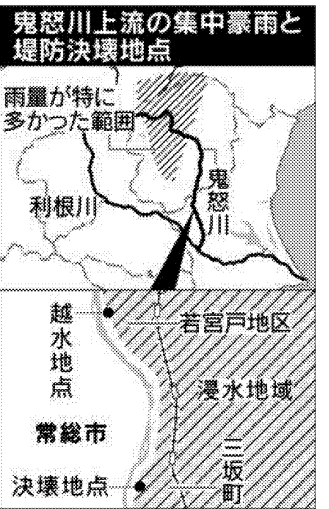 鬼怒川上流の集中豪雨と
堤防決壊地点
雨量が特に
多かった範囲
鬼怒川
利根川
越水地点
若宮戸地区
浸水地域
常総市
三坂町
決壊地点